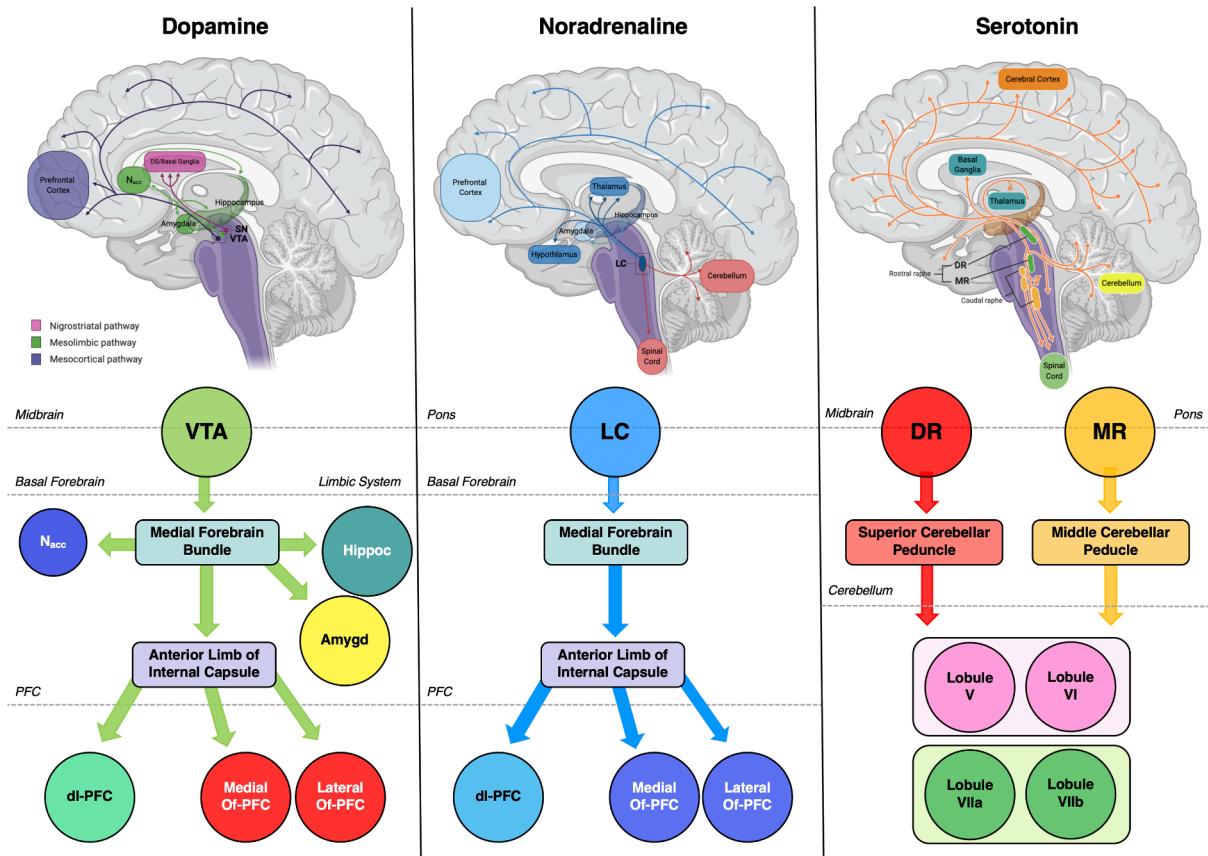 Dopamine
Prefrontal
Cortex
DS/Basal Ganglia
Nacc
Hippocampus
Amygdala
SN
VTA
Nigrostriatal pathway
Mesolimbic pathway
Mesocortical pathway
Midbrain
VTA
Basal Forebrain
Limbic System
Nacc
Medial Forebrain
Bundle
Hippoc
Amygd
Anterior Limb of
Internal Capsule
PFC
dl-PFC
Medial
Of-PFC
Lateral
Of-PFC
Noradrenaline
Prefrontal
Cortex
Thalamus
Hippocampus
Amygdala
Hypothlamus
LC
Cerebellum
Spinal
Cord
Pons
LC
Basal Forebrain
Medial Forebrain
Bundle
Anterior Limb of
Internal Capsule
PFC
dl-PFC
Medial
Of-PFC
Lateral
Of-PFC
Serotonin
Cerebral Cortex
Basal
Ganglia
Thalamus
DR
Rostral raphe
MR
Caudal raphe
Cerebellum
Spinal
Cord
Midbrain
DR
MR
Pons
Superior Cerebellar
Peduncle
Middle Cerebellar
Peducle
Cerebellum
Lobule
V
Lobule
VI
Lobule
VIIa
Lobule
VIIb